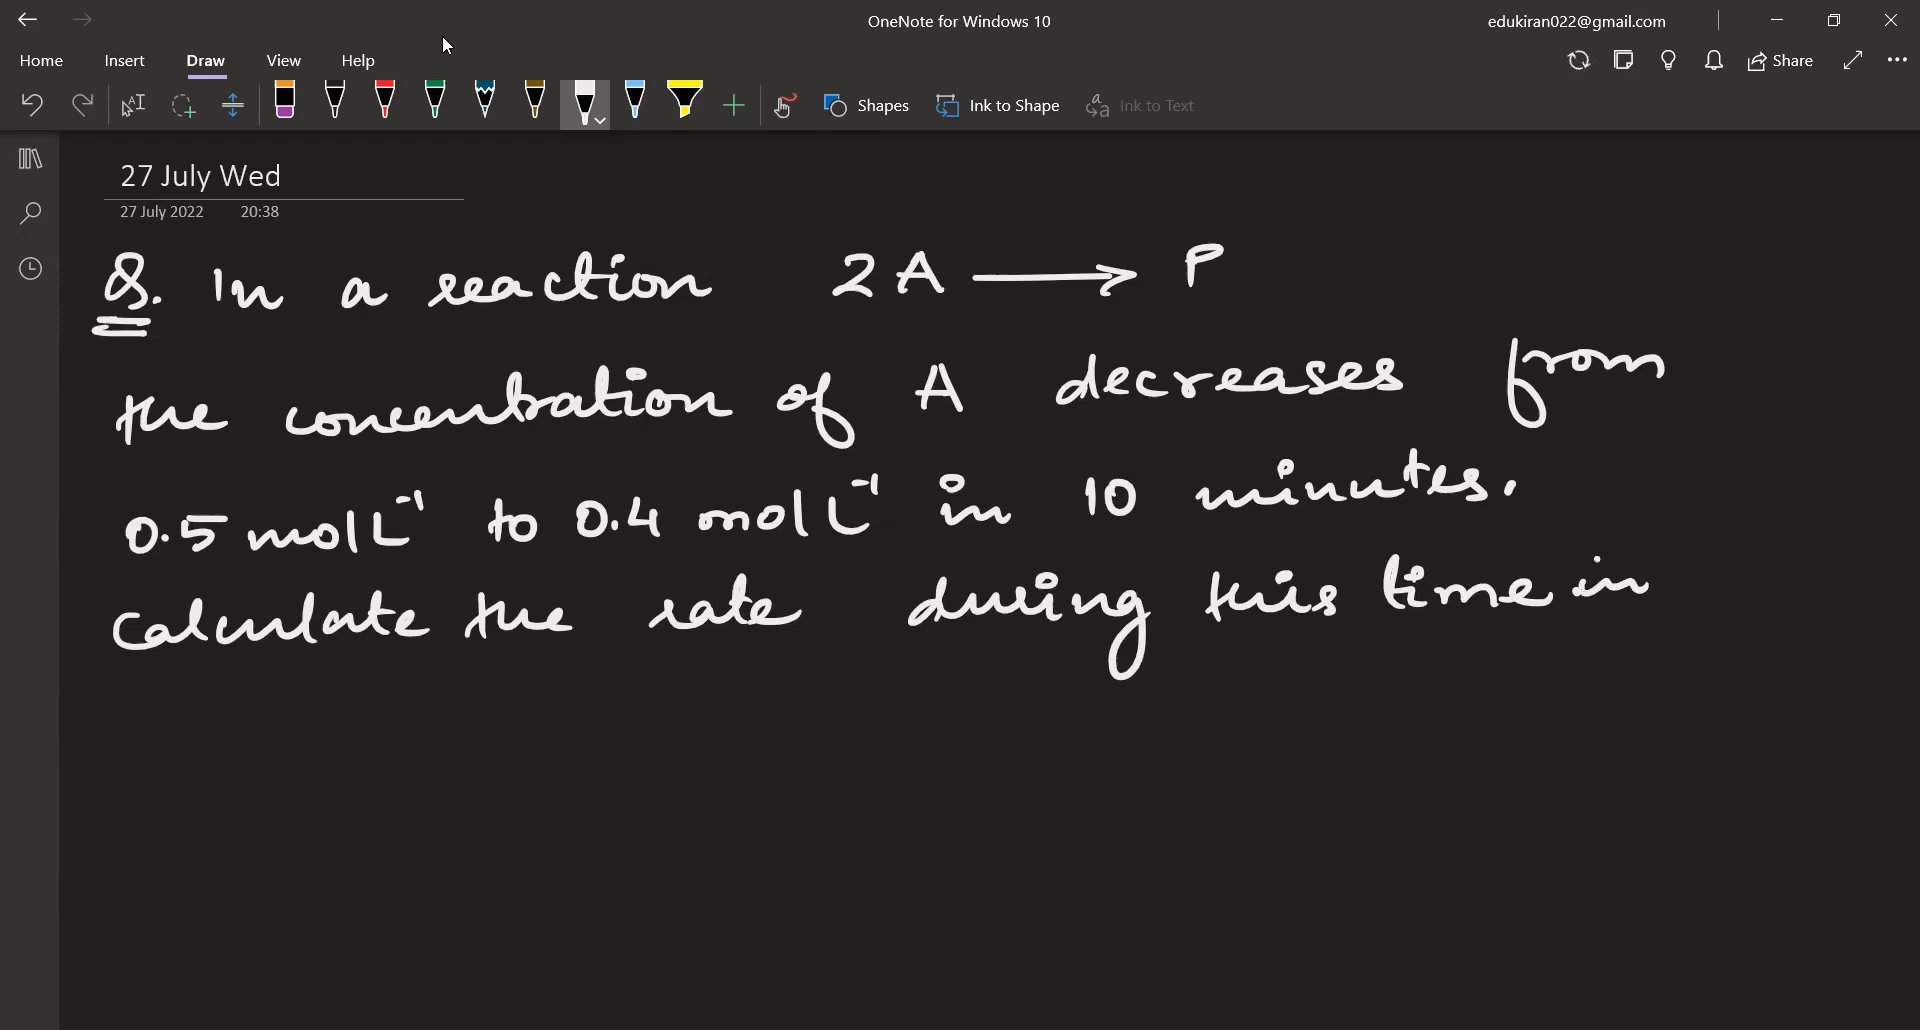 OneNote for Windows 10
edukiran022@gmail.com
Home Insert Draw View Help
Share
Shapes Ink to Shape Ink to Text
27 July Wed
27 July 2022 20:38
Q. In a reaction 2A ⟶ P
the concentration of A decreases from
0.5 mol L⁻¹ to 0.4 mol L⁻¹ in 10 minutes.
Calculate the rate during this time in